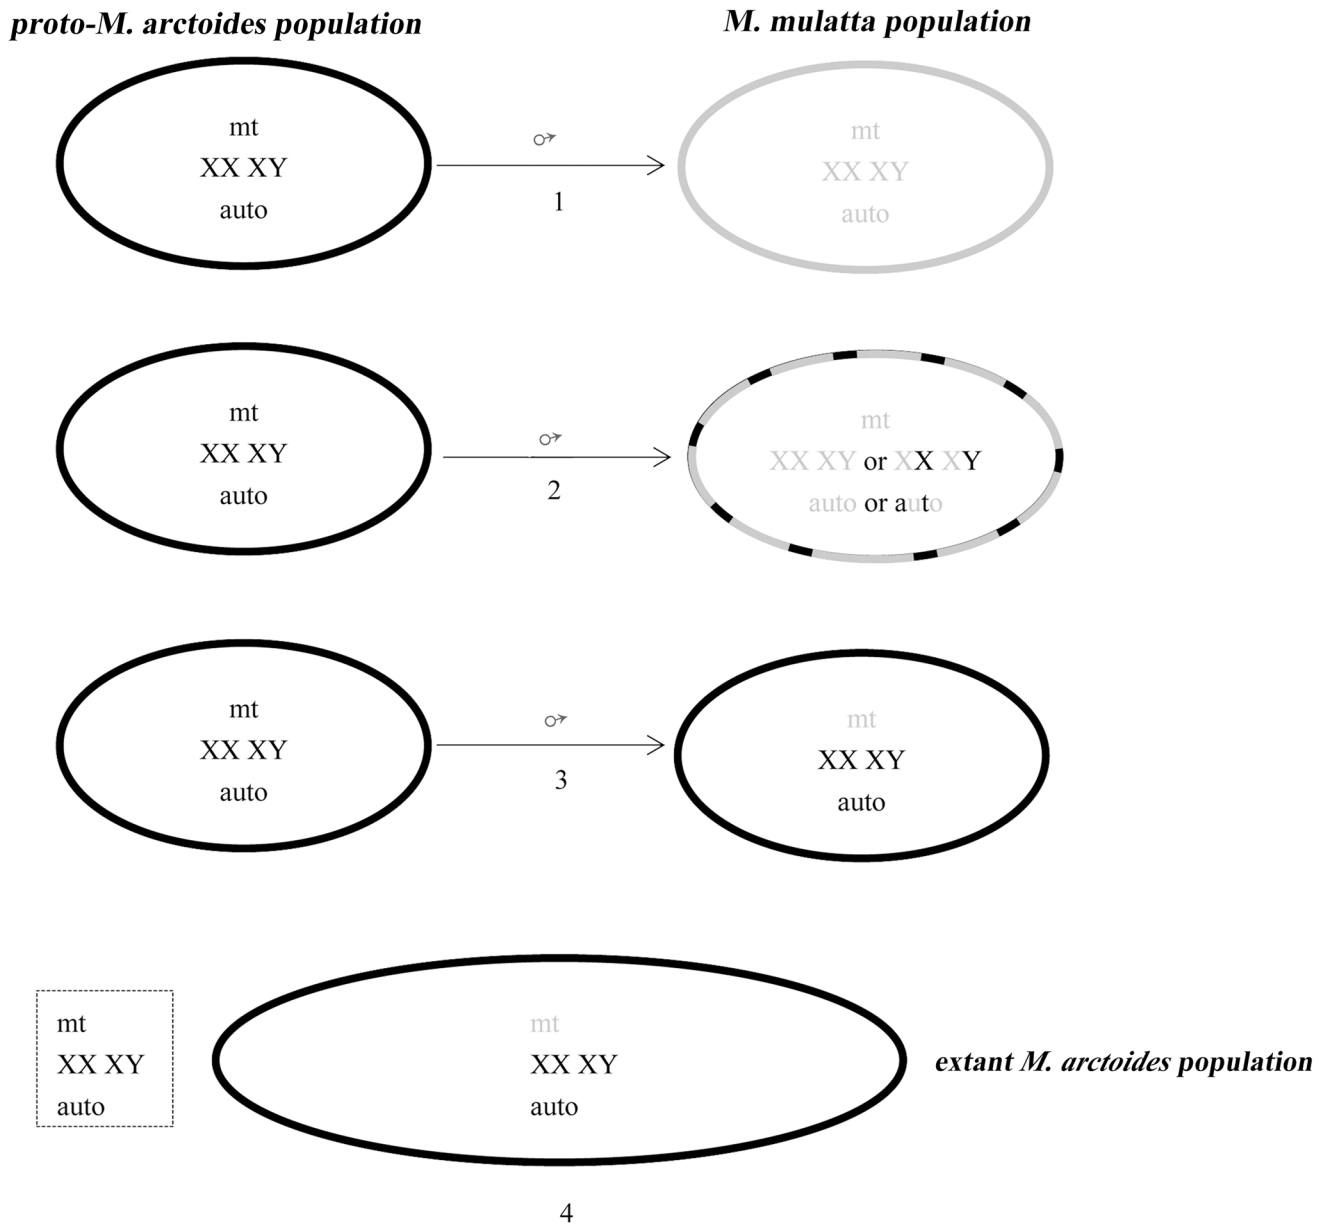 proto-M. arctoides population
M. mulatta population
mt
XX XY
auto
♂
1
mt
XX XY
auto
mt
XX XY
auto
♂
2
mt
XX XY or XX XY
auto or auto
mt
XX XY
auto
♂
3
mt
XX XY
auto
mt
XX XY
auto
mt
XX XY
auto
extant M. arctoides population
4